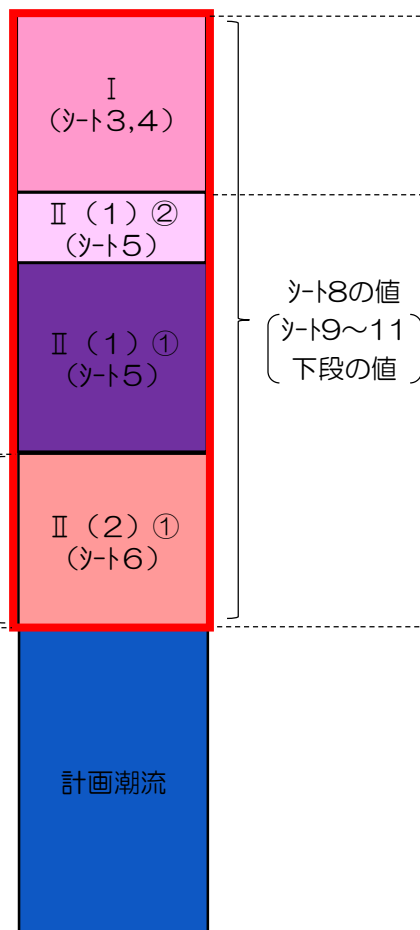 Ⅰ
(ｼｰﾄ3,4)
Ⅱ（1）②
(ｼｰﾄ5)
Ⅱ（1）①
(ｼｰﾄ5)
ｼｰﾄ8の値
ｼｰﾄ9～11
下段の値
Ⅱ（2）①
(ｼｰﾄ6)
計画潮流